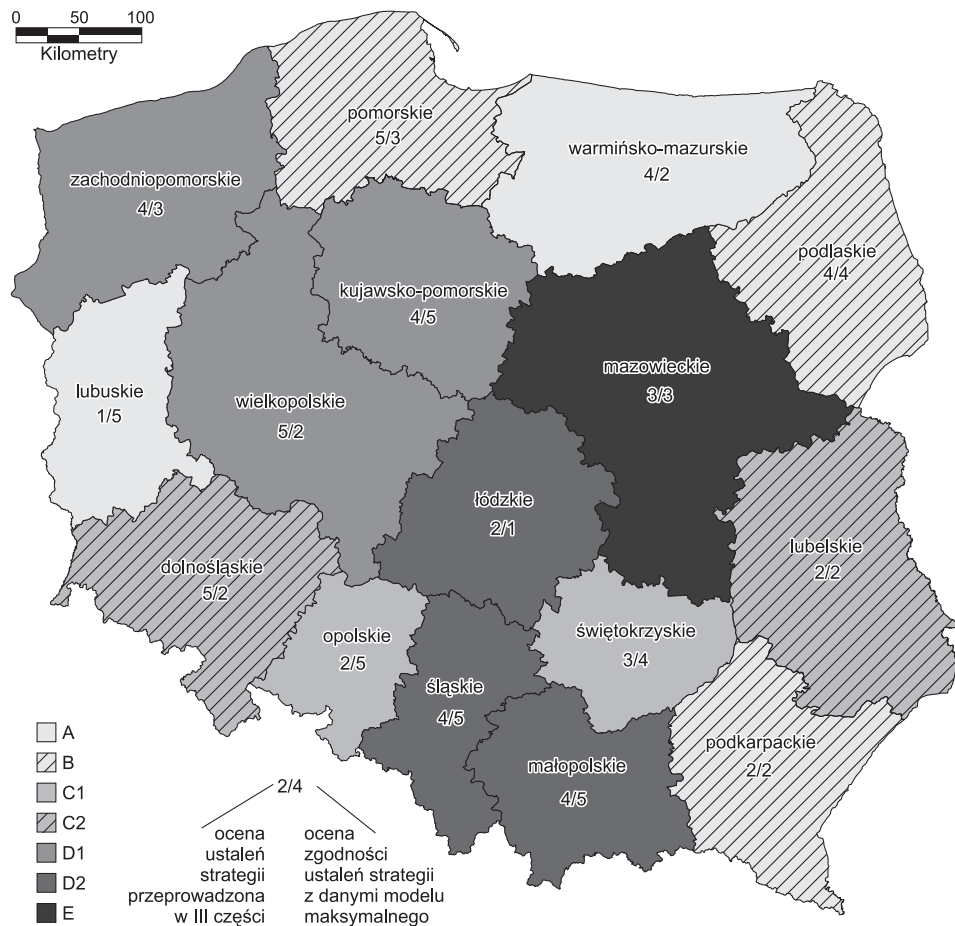 0 50 100
Kilometry
pomorskie
5/3
warmińsko-mazurskie
4/2
zachodniopomorskie
4/3
podlaskie
4/4
kujawsko-pomorskie
4/5
mazowieckie
3/3
lubuskie
1/5
wielkopolskie
5/2
łódzkie
2/1
lubelskie
2/2
dolnośląskie
5/2
opolskie
2/5
świętokrzyskie
3/4
śląskie
4/5
podkarpackie
2/2
małopolskie
4/5
A
B
C1
C2
D1
D2
E
2/4
ocena
ustaleń
strategii
przeprowadzona
w III części
ocena
zgodności
ustaleń strategii
z danymi modelu
maksymalnego